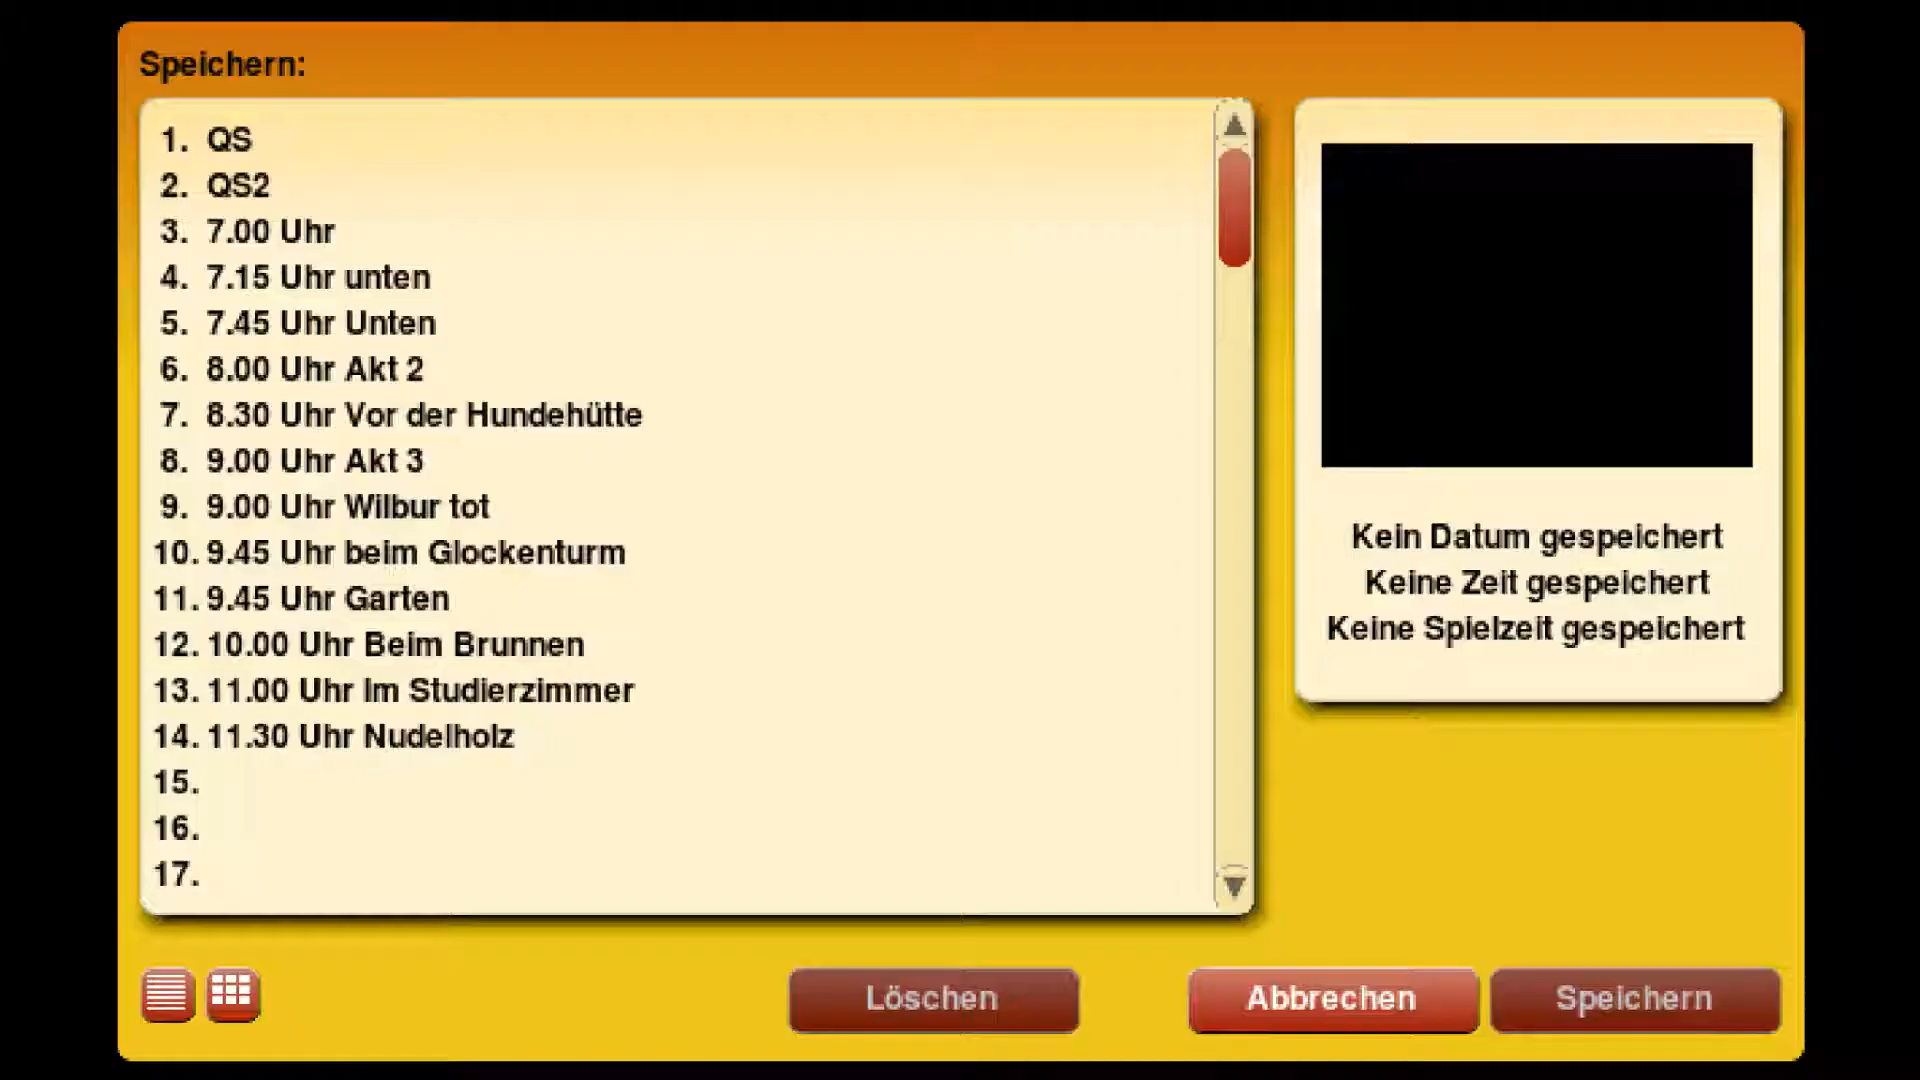 Speichern:
1. QS
2. QS2
3. 7.00 Uhr
4. 7.15 Uhr unten
5. 7.45 Uhr Unten
6. 8.00 Uhr Akt 2
7. 8.30 Uhr Vor der Hundehütte
8. 9.00 Uhr Akt 3
9. 9.00 Uhr Wilbur tot
10. 9.45 Uhr beim Glockenturm
11. 9.45 Uhr Garten
12. 10.00 Uhr Beim Brunnen
13. 11.00 Uhr Im Studierzimmer
14. 11.30 Uhr Nudelholz
15.
16.
17.
Kein Datum gespeichert
Keine Zeit gespeichert
Keine Spielzeit gespeichert
Löschen
Abbrechen
Speichern